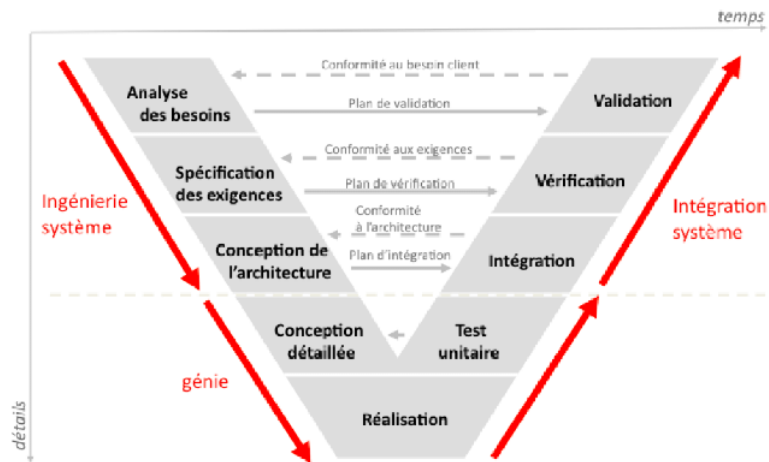 temps
Conformité au besoin client
Analyse
des besoins
Plan de validation
Validation
Conformité aux exigences
Spécification
des exigences
Plan de vérification
Vérification
Ingénierie
système
Conformité
à l'architecture
Intégration
système
Conception de
l'architecture
Plan d'intégration
Intégration
Conception
détaillée
Test
unitaire
génie
Réalisation
détails